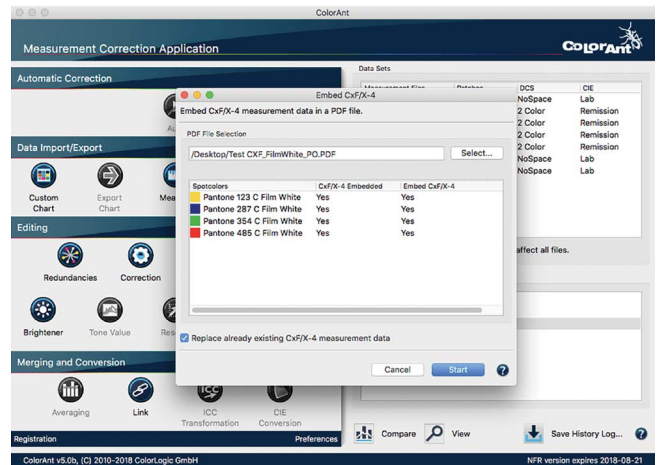 ColorAnt
Measurement Correction Application
ColorAnt
Automatic Correction
Data Sets
DCS
CIE
NoSpace Lab
2 Color Remission
2 Color Remission
2 Color Remission
2 Color Remission
NoSpace Lab
NoSpace Lab
Embed CxF/X-4
Embed CxF/X-4 measurement data in a PDF file.
PDF File Selection
/Desktop/Test CXF_FilmWhite_PO.PDF
Select...
Spotcolors CxF/X-4 Embedded Embed CxF/X-4
Pantone 123 C Film White Yes Yes
Pantone 287 C Film White Yes Yes
Pantone 354 C Film White Yes Yes
Pantone 485 C Film White Yes Yes
Replace already existing CxF/X-4 measurement data
Cancel Start ?
Data Import/Export
Custom
Chart
Export
Chart
Mea
affect all files.
Editing
Redundancies Correction
Brightener Tone Value Res
Merging and Conversion
ICC
Averaging Link ICC
Transformation
CIE
Conversion
Compare View Save History Log... ?
Registration Preferences
ColorAnt v5.0b, (C) 2010-2018 ColorLogic GmbH
NFR version expires 2018-08-21